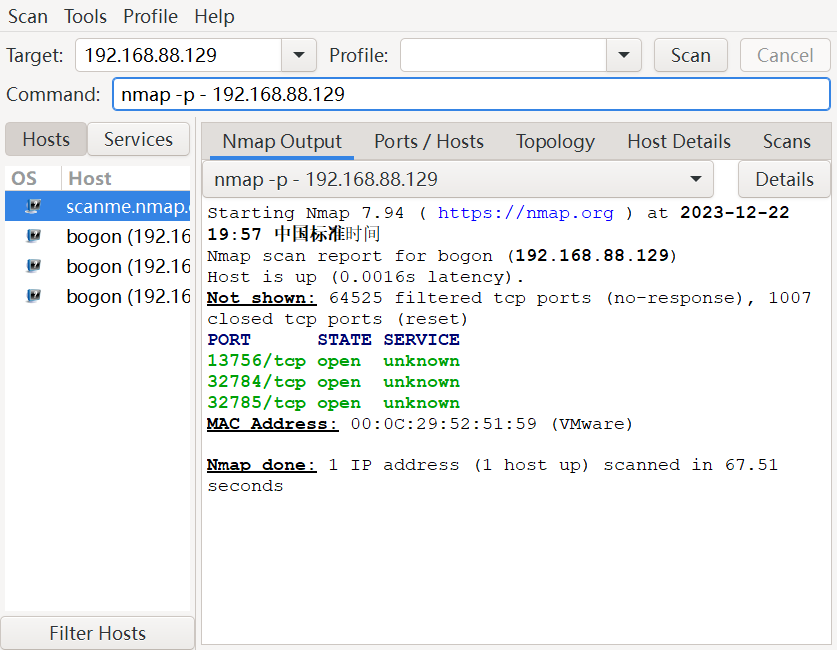 Scan Tools Profile Help
Target: 192.168.88.129 Profile: Scan Cancel
Command: nmap -p - 192.168.88.129
Hosts Services
OS Host
scanme.nmap.
bogon (192.16
bogon (192.16
bogon (192.16
Filter Hosts
Nmap Output Ports / Hosts Topology Host Details Scans
nmap -p - 192.168.88.129 Details
Starting Nmap 7.94 ( https://nmap.org ) at 2023-12-22
19:57 中国标准时间
Nmap scan report for bogon (192.168.88.129)
Host is up (0.0016s latency).
Not shown: 64525 filtered tcp ports (no-response), 1007
closed tcp ports (reset)
PORT STATE SERVICE
13756/tcp open unknown
32784/tcp open unknown
32785/tcp open unknown
MAC Address: 00:0C:29:52:51:59 (VMware)
Nmap done: 1 IP address (1 host up) scanned in 67.51
seconds